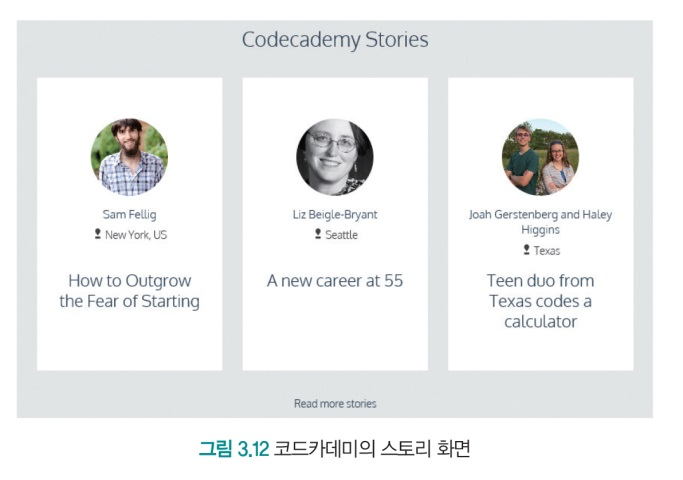 Codecademy Stories
Sam Fellig
New York, US
How to Outgrow
the Fear of Starting
Liz Beigle-Bryant
Seattle
A new career at 55
Joah Gerstenberg and Haley
Higgins
Texas
Teen duo from
Texas codes a
calculator
Read more stories
그림 3.12 코드카데미의 스토리 화면